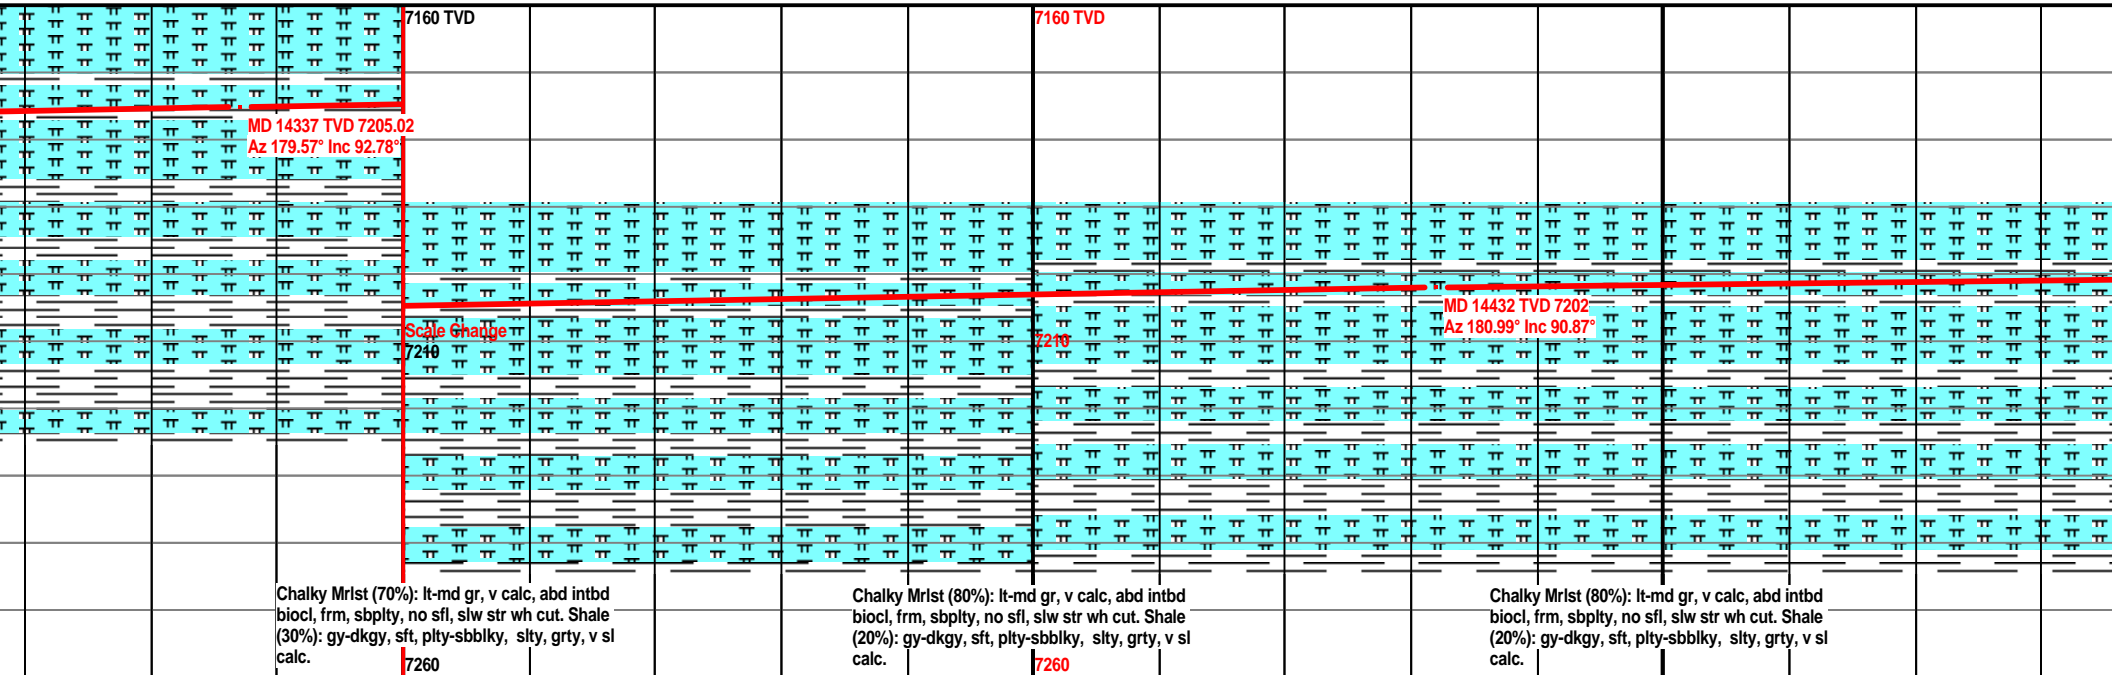 7160 TVD
7160 TVD
MD 14337 TVD 7205.02
Az 179.57° Inc 92.78°
MD 14432 TVD 7202
Az 180.99° Inc 90.87°
Scale Change
7210
7210
Chalky Mrlst (70%): lt-md gr, v calc, abd intbd
biocl, frm, sbplty, no sfl, slw str wh cut. Shale
(30%): gy-dkgy, sft, plty-sbblky, slty, grty, v sl
calc.
Chalky Mrlst (80%): lt-md gr, v calc, abd intbd
biocl, frm, sbplty, no sfl, slw str wh cut. Shale
(20%): gy-dkgy, sft, plty-sbblky, slty, grty, v sl
calc.
Chalky Mrlst (80%): lt-md gr, v calc, abd intbd
biocl, frm, sbplty, no sfl, slw str wh cut. Shale
(20%): gy-dkgy, sft, plty-sbblky, slty, grty, v sl
calc.
7260
7260